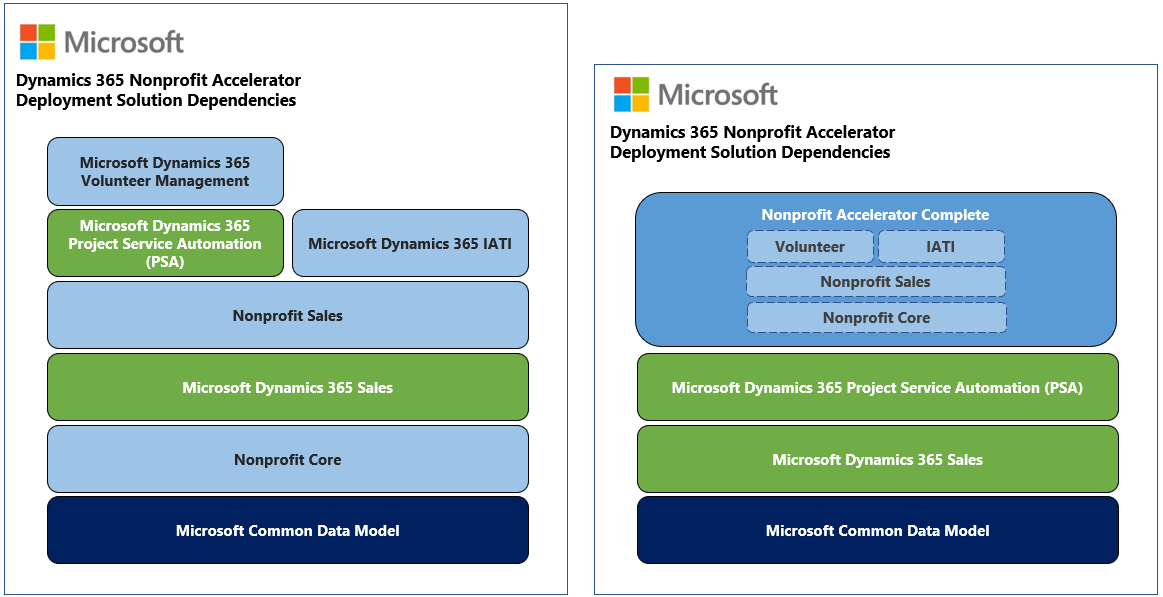 Microsoft
Dynamics 365 Nonprofit Accelerator
Deployment Solution Dependencies
Microsoft Dynamics 365
Volunteer Management
Microsoft Dynamics 365
Project Service Automation
(PSA)
Microsoft Dynamics 365 IATI
Nonprofit Sales
Microsoft Dynamics 365 Sales
Nonprofit Core
Microsoft Common Data Model
Microsoft
Dynamics 365 Nonprofit Accelerator
Deployment Solution Dependencies
Nonprofit Accelerator Complete
Volunteer
IATI
Nonprofit Sales
Nonprofit Core
Microsoft Dynamics 365 Project Service Automation (PSA)
Microsoft Dynamics 365 Sales
Microsoft Common Data Model